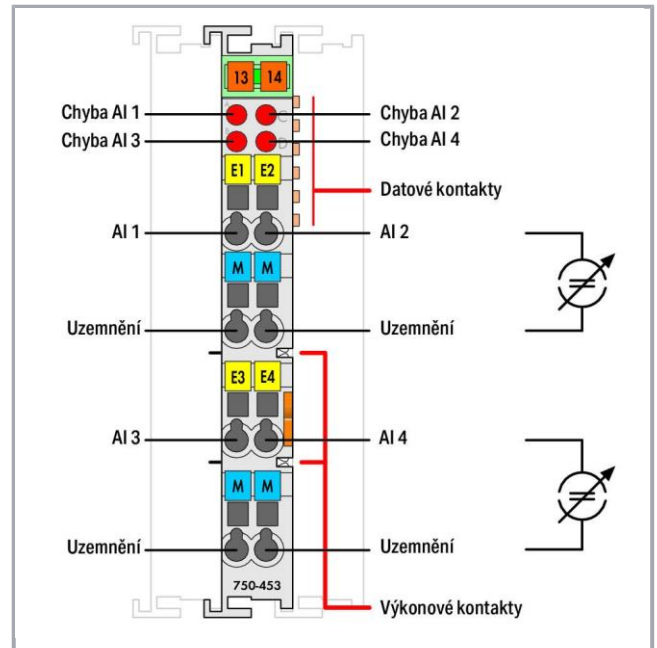 13 14
A C
Chyba AI 1 Chyba AI 2
Chyba AI 3 Chyba AI 4
E1 E2
Datové kontakty
AI 1 AI 2
M M
Uzemnění Uzemnění
E3 E4
AI 3 AI 4
M M
Uzemnění Uzemnění
750-453
Výkonové kontakty